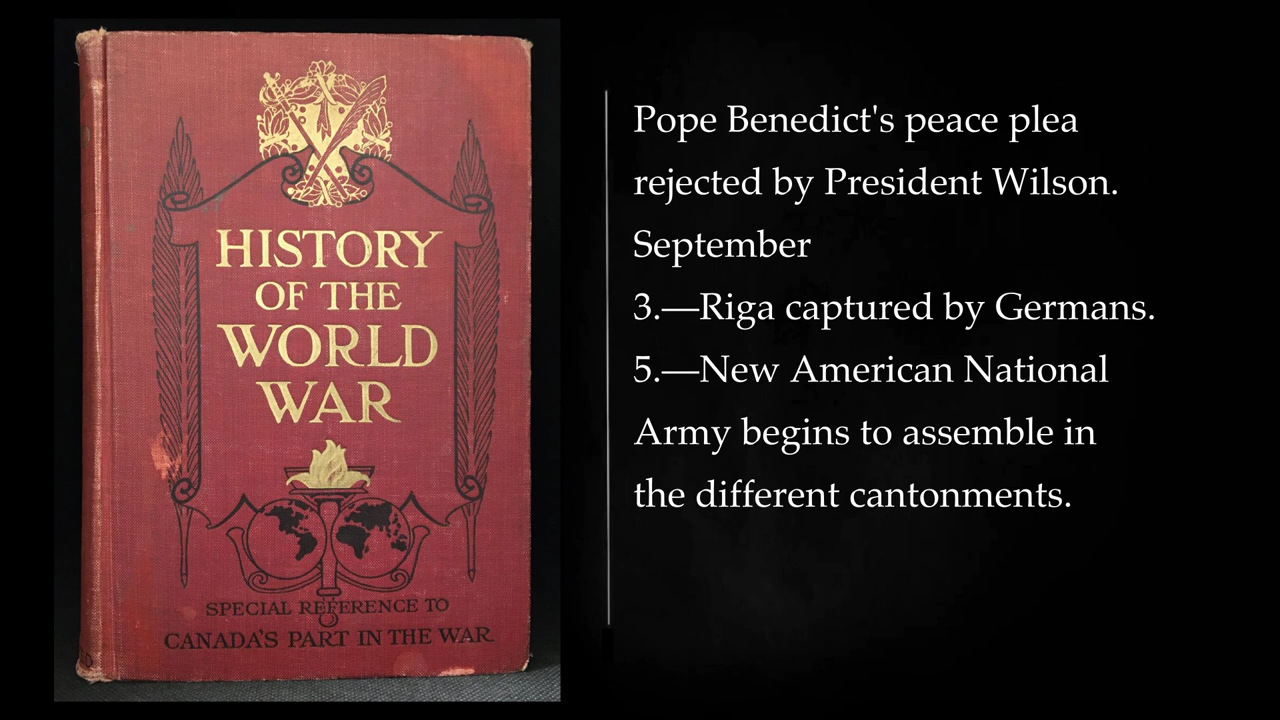 HISTORY
OF THE
WORLD
WAR
SPECIAL REFERENCE TO
CANADA'S PART IN THE WAR
Pope Benedict's peace plea
rejected by President Wilson.
September
3.—Riga captured by Germans.
5.—New American National
Army begins to assemble in
the different cantonments.